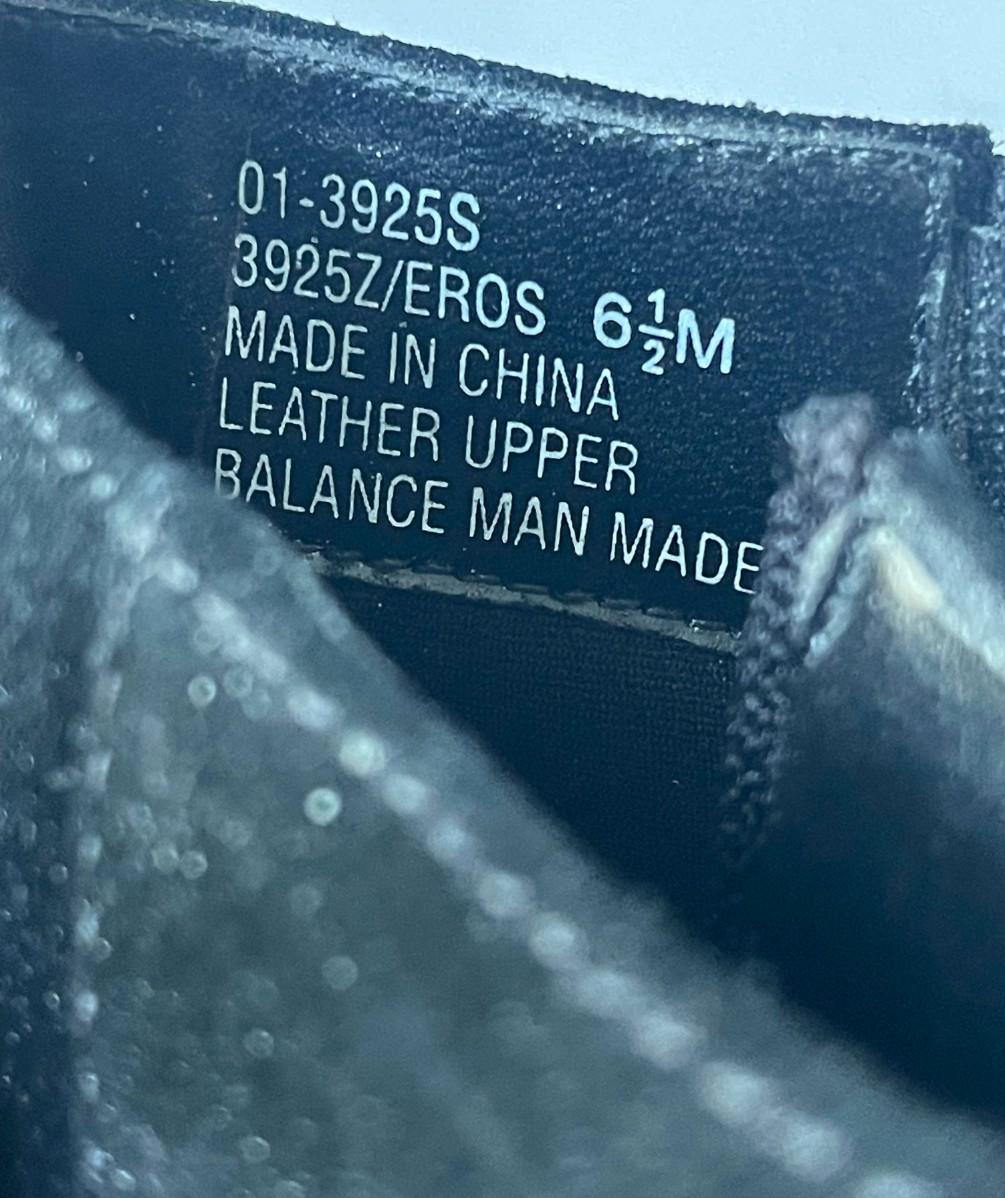 01-3925S
3925Z/EROS 6½M
MADE IN CHINA
LEATHER UPPER
BALANCE MAN MADE